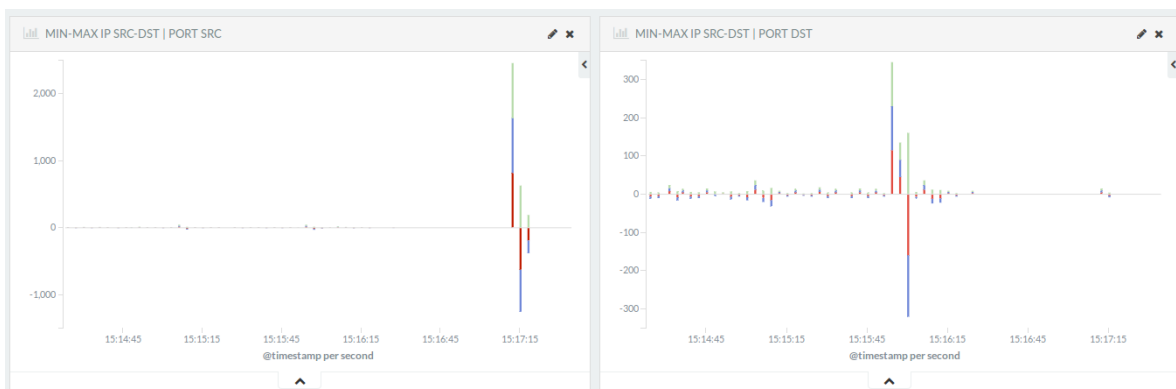 MIN-MAX IP SRC-DST | PORT SRC
2,000
1,000
0
-1,000
15:14:45 15:15:15 15:15:45 15:16:15 15:16:45 15:17:15
@timestamp per second
MIN-MAX IP SRC-DST | PORT DST
300
200
100
0
-100
-200
-300
15:14:45 15:15:15 15:15:45 15:16:15 15:16:45 15:17:15
@timestamp per second